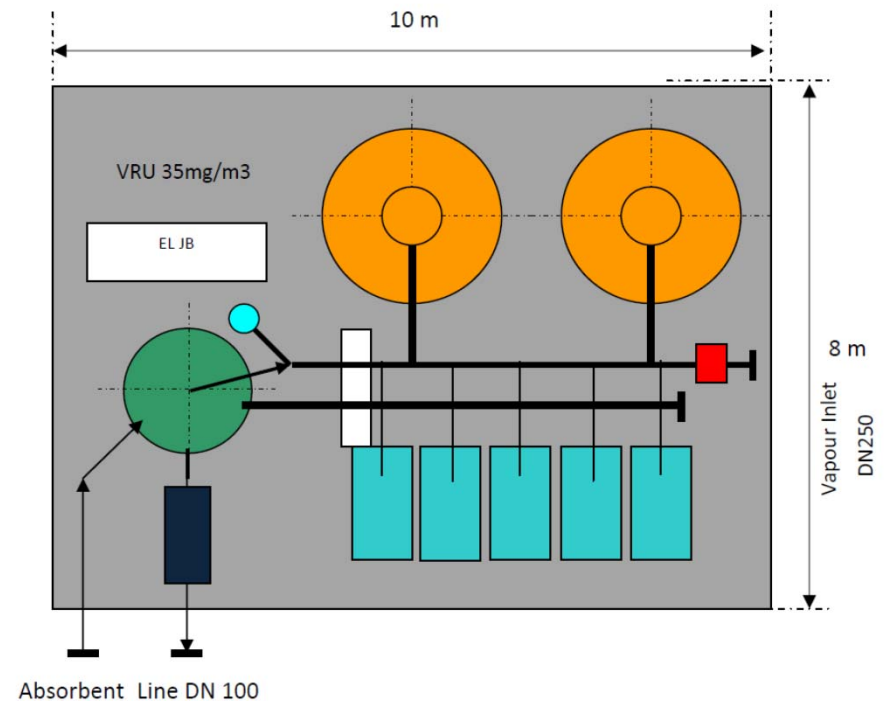 10 m
VRU 35mg/m3
EL JB
8 m
Vapour Inlet
DN250
Absorbent Line DN 100